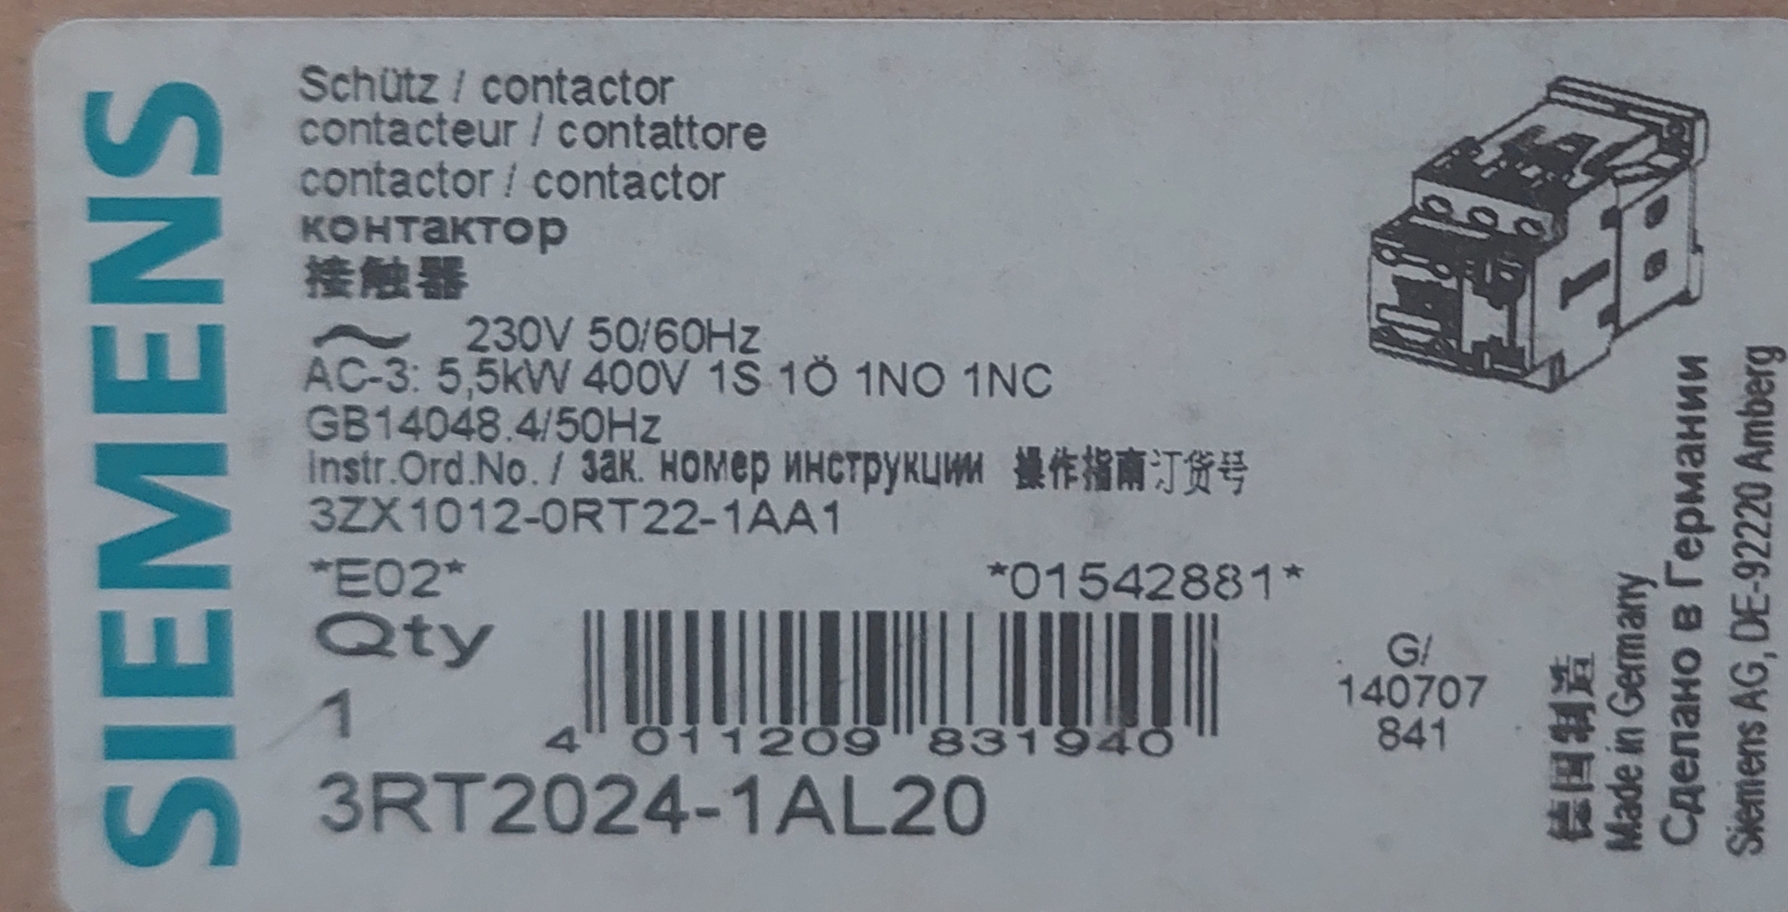 SIEMENS
Schütz / contactor
contacteur / contattore
contactor / contactor
контактор
接触器
~ 230V 50/60Hz
AC-3: 5,5kW 400V 1S 1Ö 1NO 1NC
GB14048.4/50Hz
Instr.Ord.No. / зак. номер инструкции 操作指南订货号
3ZX1012-0RT22-1AA1
*E02* *01542881*
Qty
1
4 011209 831940
3RT2024-1AL20
G/
140707
841
德国制造
Made in Germany
Сделано в Германии
Siemens AG, DE-92220 Amberg